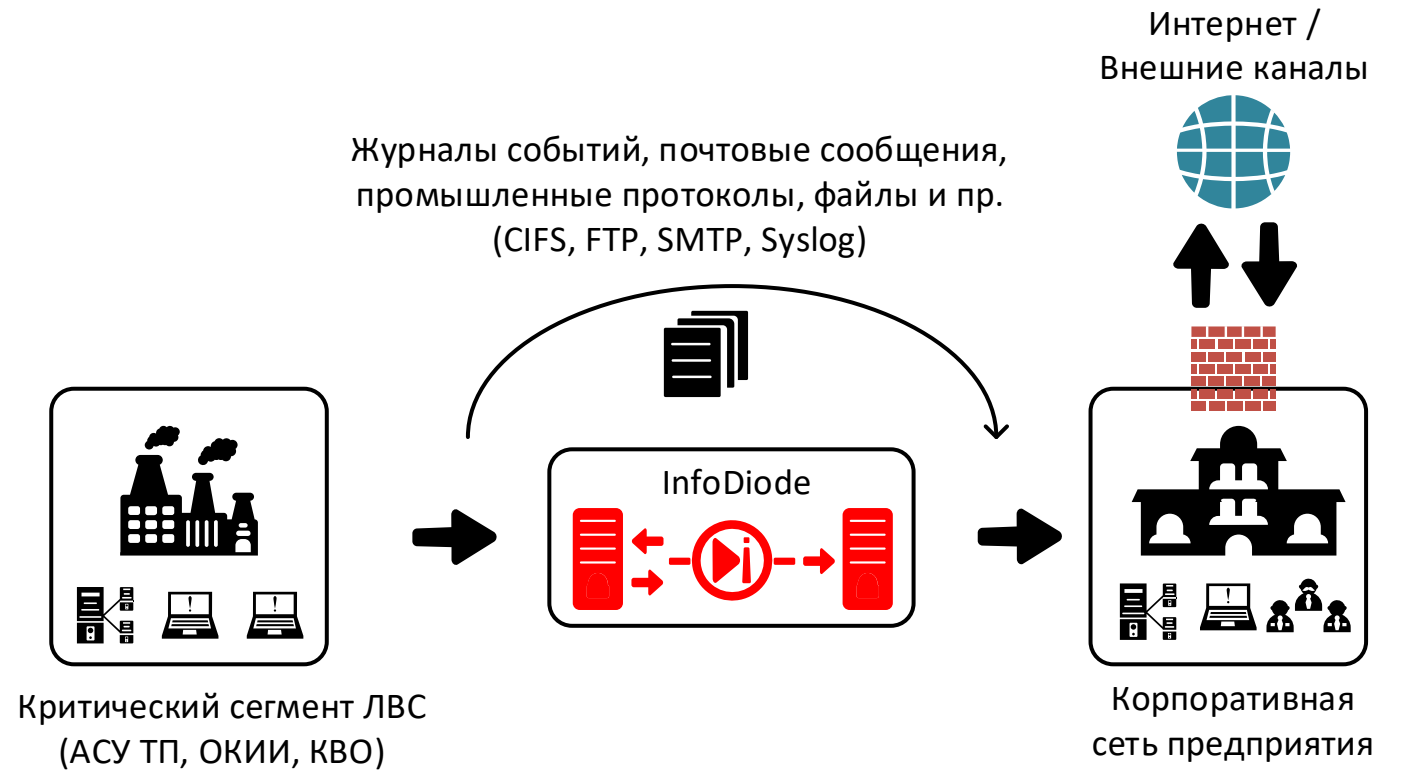 Интернет /
Внешние каналы
Журналы событий, почтовые сообщения,
промышленные протоколы, файлы и пр.
(CIFS, FTP, SMTP, Syslog)
InfoDiode
Критический сегмент ЛВС
(АСУ ТП, ОКИИ, КВО)
Корпоративная
сеть предприятия